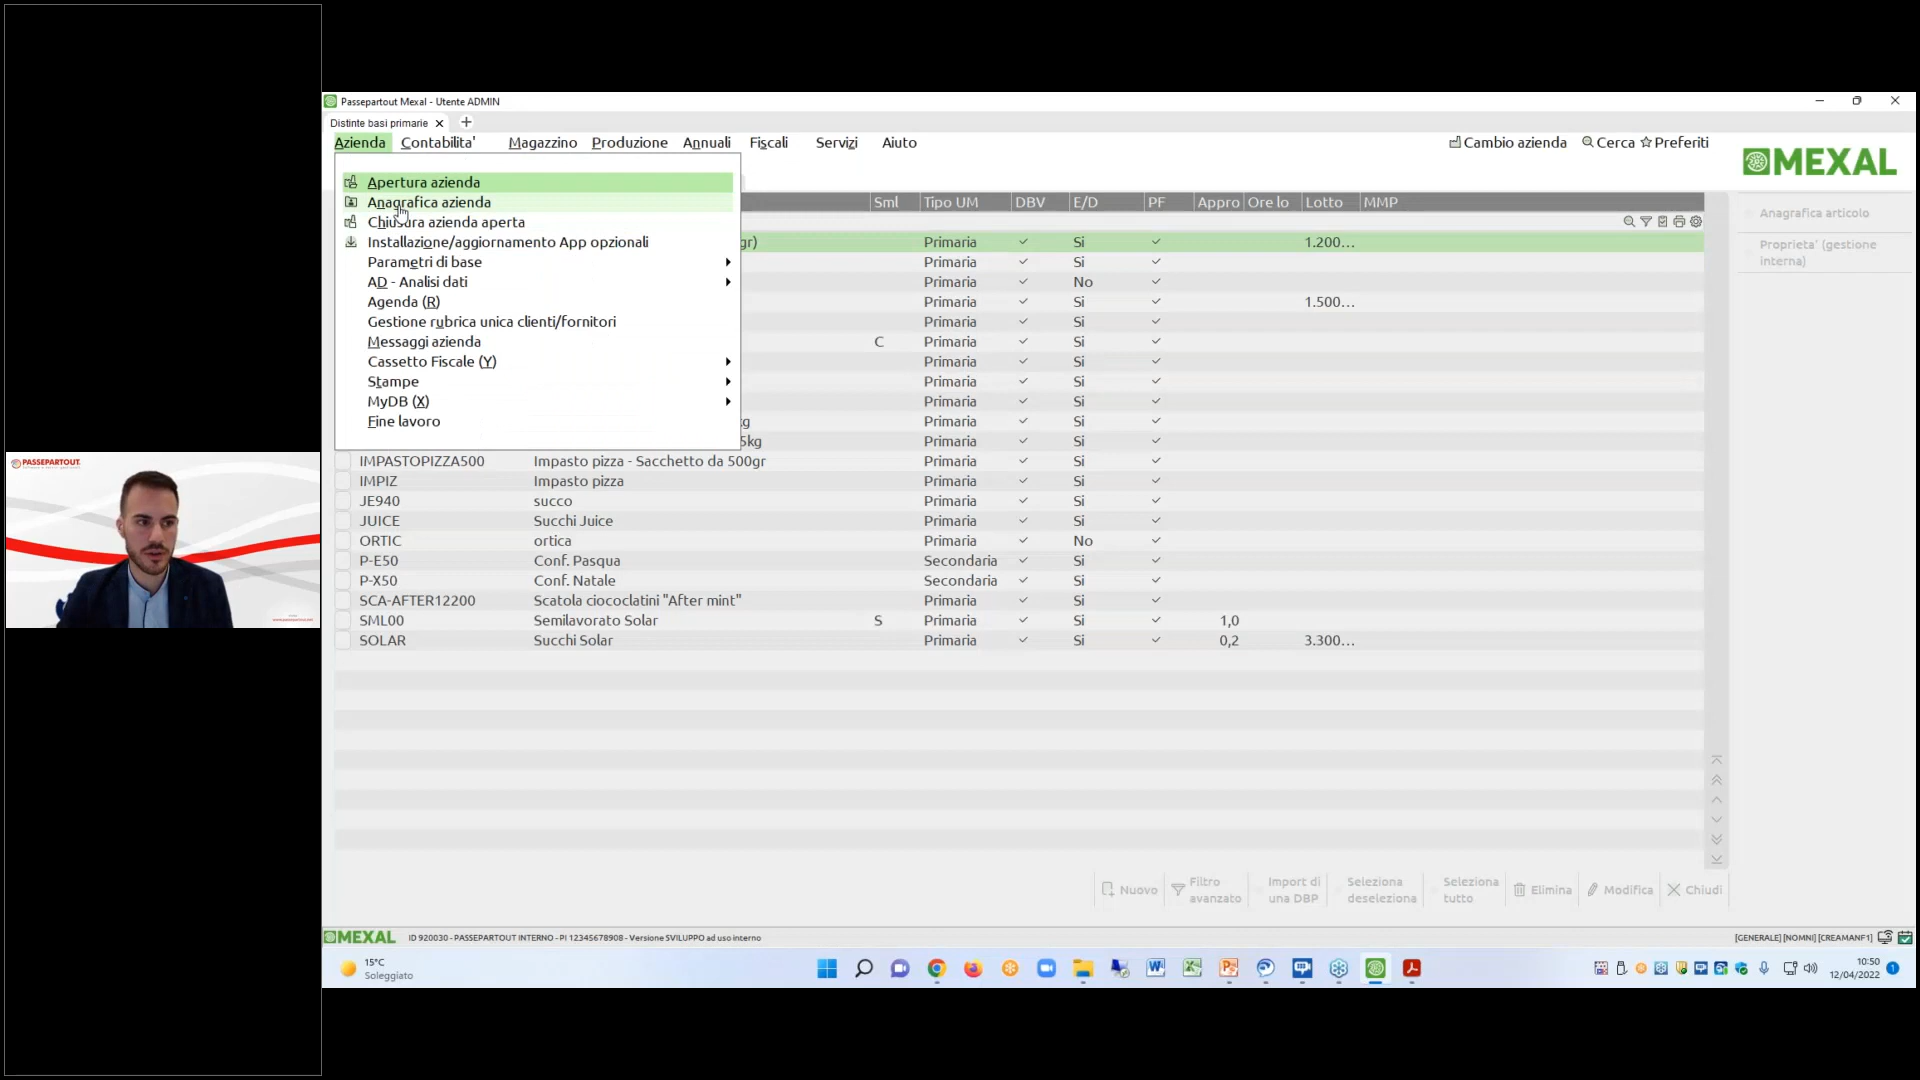 Passepartout Mexal - Utente ADMIN
Distinte basi primarie
Azienda Contabilita' Magazzino Produzione Annuali Fiscali Servizi Aiuto
Cambio azienda Cerca Preferiti
MEXAL
Apertura azienda
Anagrafica azienda
Chiusura azienda aperta
Installazione/aggiornamento App opzionali
Parametri di base
AD - Analisi dati
Agenda (R)
Gestione rubrica unica clienti/fornitori
Messaggi azienda
Cassetto Fiscale (Y)
Stampe
MyDB (X)
Fine lavoro
Sml Tipo UM DBV E/D PF Appro Ore lo Lotto MMP
gr) Primaria Si 1.200...
Primaria Si
Primaria No
Primaria Si 1.500...
Primaria Si
C Primaria Si
Primaria Si
Primaria Si
Primaria Si
kg Primaria Si
5kg Primaria Si
IMPASTOPIZZA500 Impasto pizza - Sacchetto da 500gr Primaria Si
IMPIZ Impasto pizza Primaria Si
JE940 succo Primaria Si
JUICE Succhi Juice Primaria Si
ORTIC ortica Primaria No
P-E50 Conf. Pasqua Secondaria Si
P-X50 Conf. Natale Secondaria Si
SCA-AFTER12200 Scatola ciococlatini "After mint" Primaria Si
SML00 Semilavorato Solar S Primaria Si 1,0
SOLAR Succhi Solar Primaria Si 0,2 3.300...
Anagrafica articolo
Proprieta' (gestione
interna)
PASSEPARTOUT
Nuovo
Filtro
avanzato
Import di
una DBP
Seleziona
deseleziona
Seleziona
tutto
Elimina
Modifica
Chiudi
MEXAL ID 920030 - PASSEPARTOUT INTERNO - PI 12345678908 - Versione SVILUPPO ad uso interno
[GENERALE] [NOMNI] [CREAMANF1]
15°C
Soleggiato
10:50
12/04/2022
1